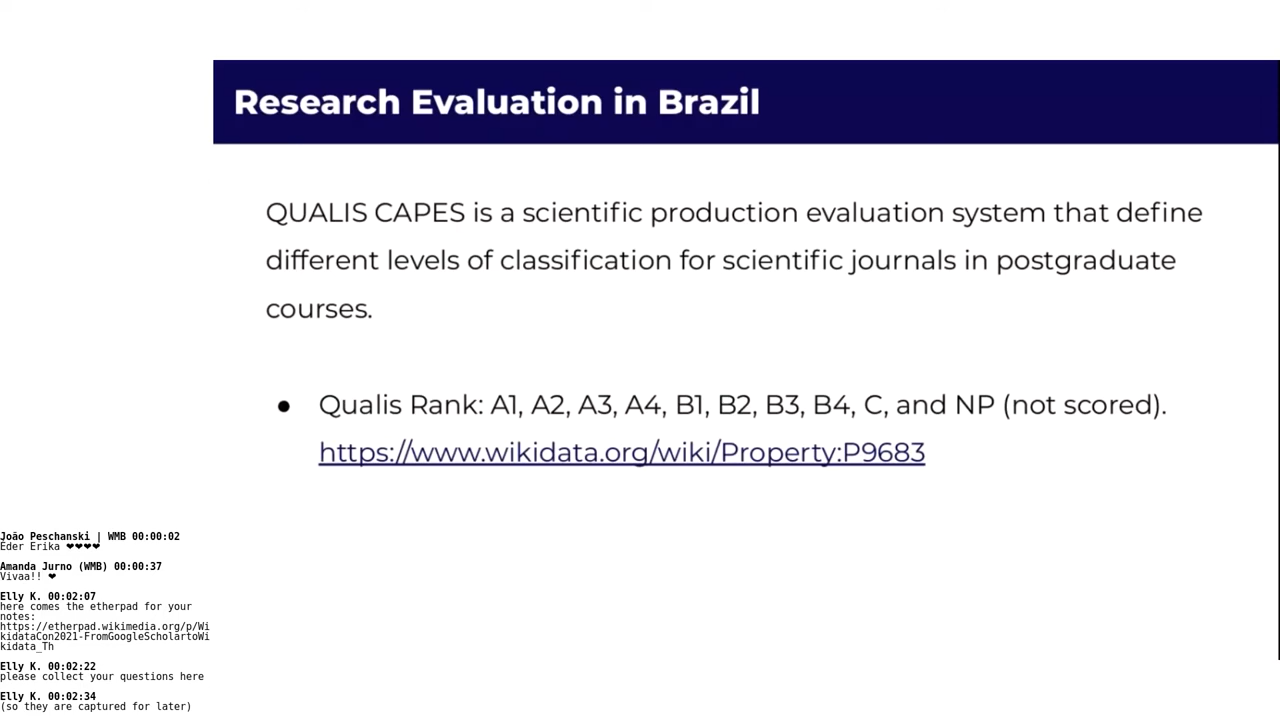 Research Evaluation in Brazil
QUALIS CAPES is a scientific production evaluation system that define
different levels of classification for scientific journals in postgraduate
courses.
● Qualis Rank: A1, A2, A3, A4, B1, B2, B3, B4, C, and NP (not scored).
https://www.wikidata.org/wiki/Property:P9683
João Peschanski | WMB 00:00:02
Éder Erika ❤❤❤❤
Amanda Jurno (WMB) 00:00:37
Vivaa!! ❤
Elly K. 00:02:07
here comes the etherpad for your
notes:
https://etherpad.wikimedia.org/p/Wi
kidataCon2021-FromGoogleScholartoWi
kidata_Th
Elly K. 00:02:22
please collect your questions here
Elly K. 00:02:34
(so they are captured for later)